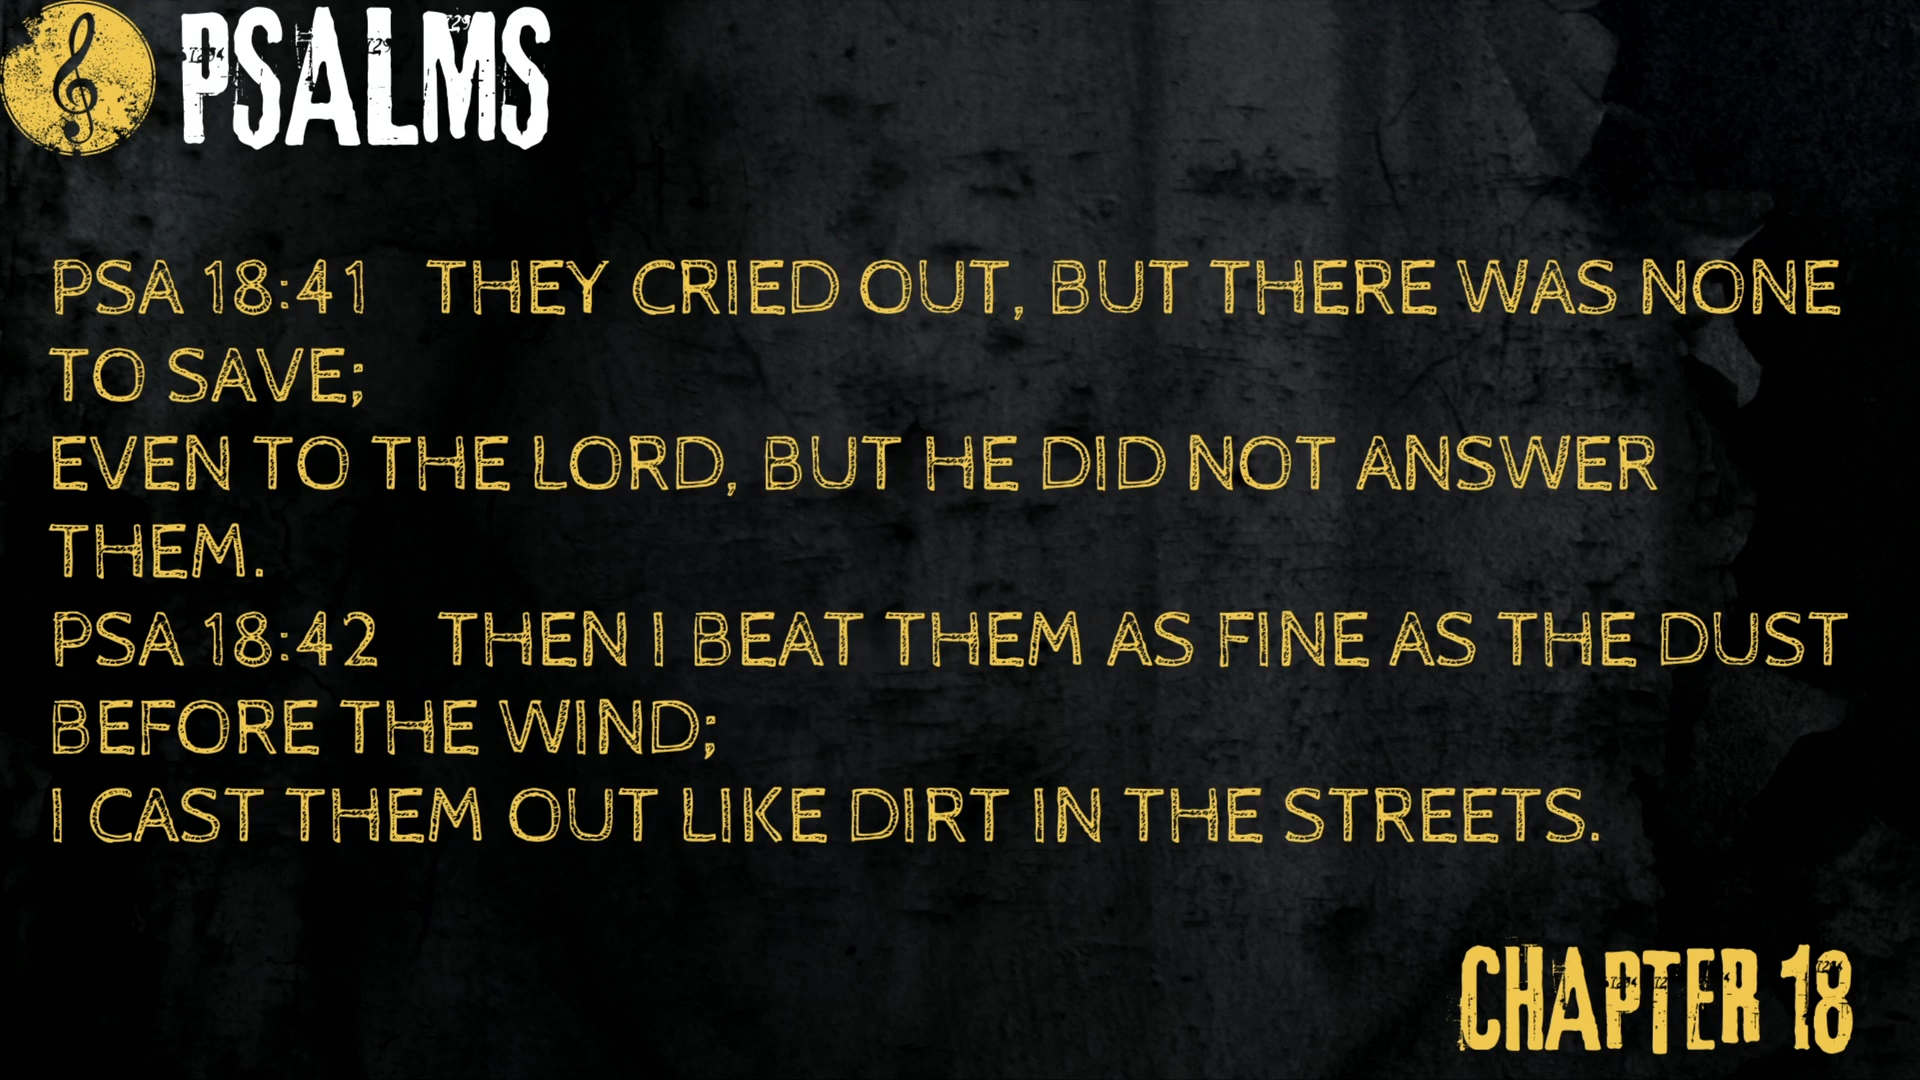 PSALMS
PSA 18:41 THEY CRIED OUT, BUT THERE WAS NONE
TO SAVE;
EVEN TO THE LORD, BUT HE DID NOT ANSWER
THEM.
PSA 18:42 THEN I BEAT THEM AS FINE AS THE DUST
BEFORE THE WIND;
I CAST THEM OUT LIKE DIRT IN THE STREETS.
CHAPTER 18